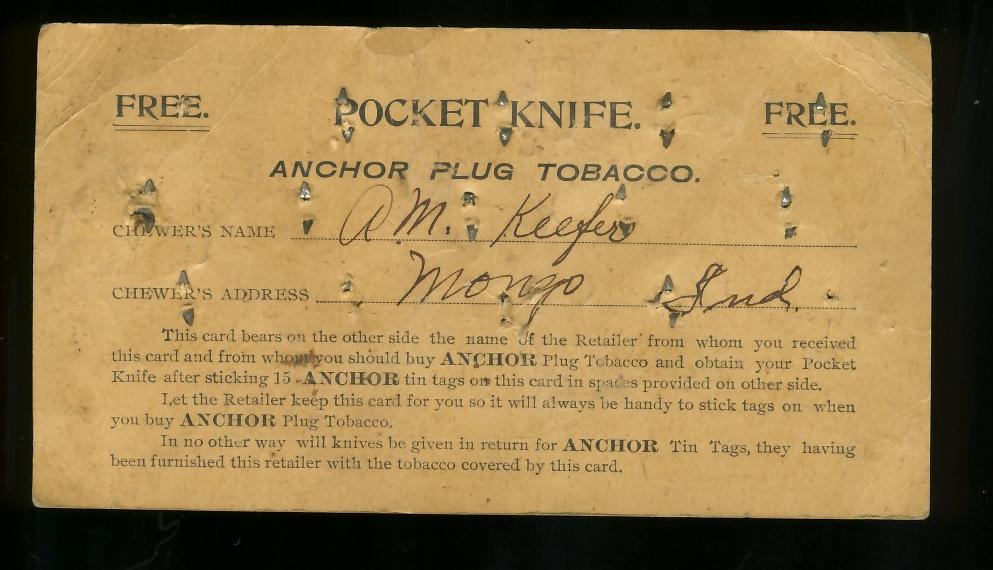 FREE. POCKET KNIFE. FREE.
ANCHOR PLUG TOBACCO.
CHEWER'S NAME A.M. Keefer
CHEWER'S ADDRESS Mongo Ind.
This card bears on the other side the name of the Retailer from whom you received
this card and from whom you should buy ANCHOR Plug Tobacco and obtain your Pocket
Knife after sticking 15 ANCHOR tin tags on this card in spaces provided on other side.
Let the Retailer keep this card for you so it will always be handy to stick tags on when
you buy ANCHOR Plug Tobacco.
In no other way will knives be given in return for ANCHOR Tin Tags, they having
been furnished this retailer with the tobacco covered by this card.